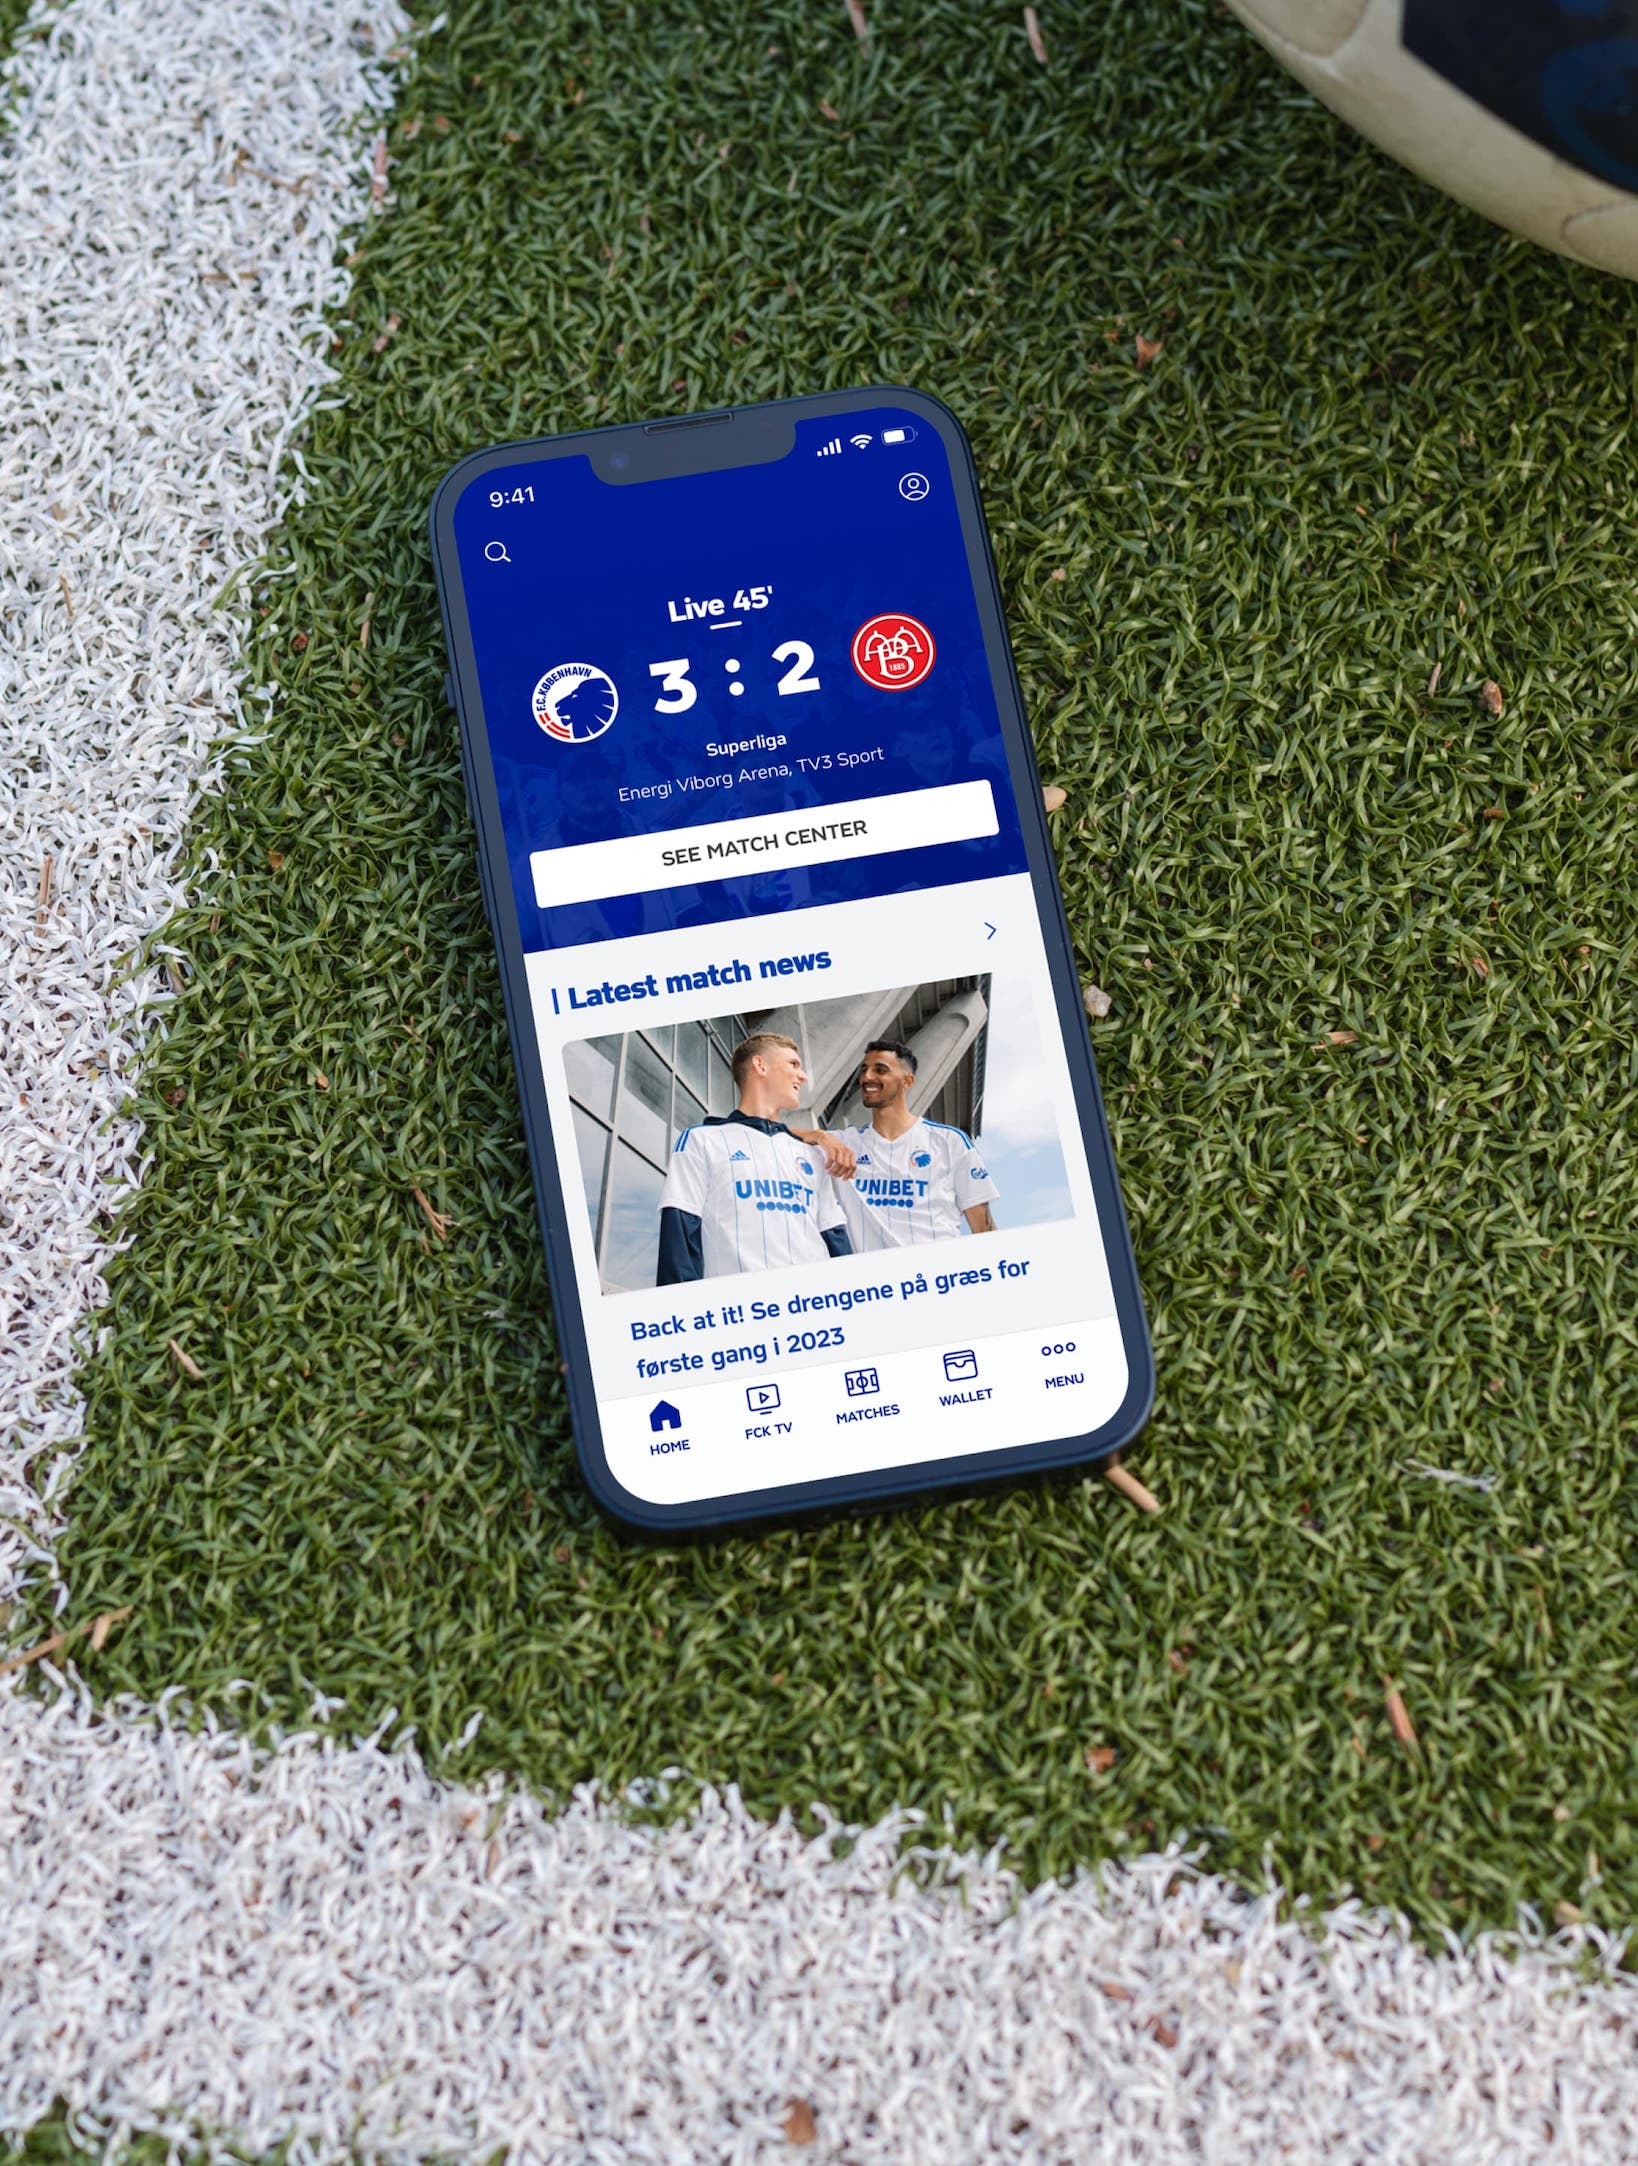 9:41
Live 45'
F.C. KØBENHAVN
3 : 2
AaB
1885
Superliga
Energi Viborg Arena, TV3 Sport
SEE MATCH CENTER
Latest match news
UNIBET
UNIBET
Back at it! Se drengene på græs for
første gang i 2023
HOME
FCK TV
MATCHES
WALLET
MENU